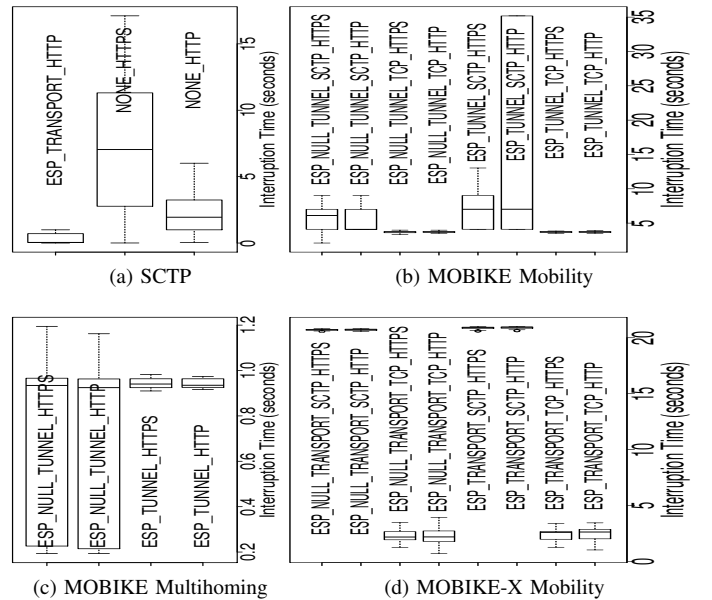 ESP_TRANSPORT_HTTP
NONE_HTTPS
NONE_HTTP
0 5 10 15
Interruption Time (seconds)
(a) SCTP
ESP_NULL_TUNNEL_SCTP_HTTPS
ESP_NULL_TUNNEL_SCTP_HTTP
ESP_NULL_TUNNEL_TCP_HTTPS
ESP_NULL_TUNNEL_TCP_HTTP
ESP_TUNNEL_SCTP_HTTPS
ESP_TUNNEL_SCTP_HTTP
ESP_TUNNEL_TCP_HTTPS
ESP_TUNNEL_TCP_HTTP
5 10 15 20 25 30 35
Interruption Time (seconds)
(b) MOBIKE Mobility
ESP_NULL_TUNNEL_HTTPS
ESP_NULL_TUNNEL_HTTP
ESP_TUNNEL_HTTPS
ESP_TUNNEL_HTTP
0.2 0.4 0.6 0.8 1.0 1.2
Interruption Time (seconds)
(c) MOBIKE Multihoming
ESP_NULL_TRANSPORT_SCTP_HTTPS
ESP_NULL_TRANSPORT_SCTP_HTTP
ESP_NULL_TRANSPORT_TCP_HTTPS
ESP_NULL_TRANSPORT_TCP_HTTP
ESP_TRANSPORT_SCTP_HTTPS
ESP_TRANSPORT_SCTP_HTTP
ESP_TRANSPORT_TCP_HTTPS
ESP_TRANSPORT_TCP_HTTP
0 5 10 15 20
Interruption Time (seconds)
(d) MOBIKE-X Mobility